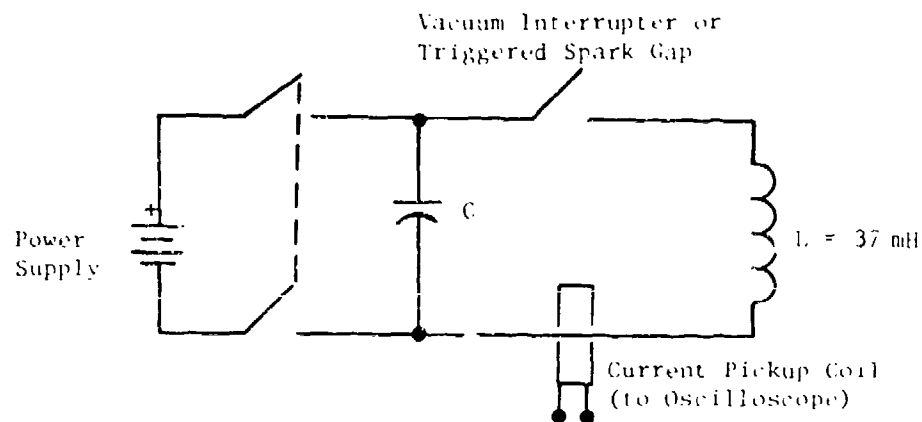 Vacuum Interrupter or
Triggered Spark Gap
+
Power
Supply
C
L = 37 mH
Current Pickup Coil
(to Oscilloscope)